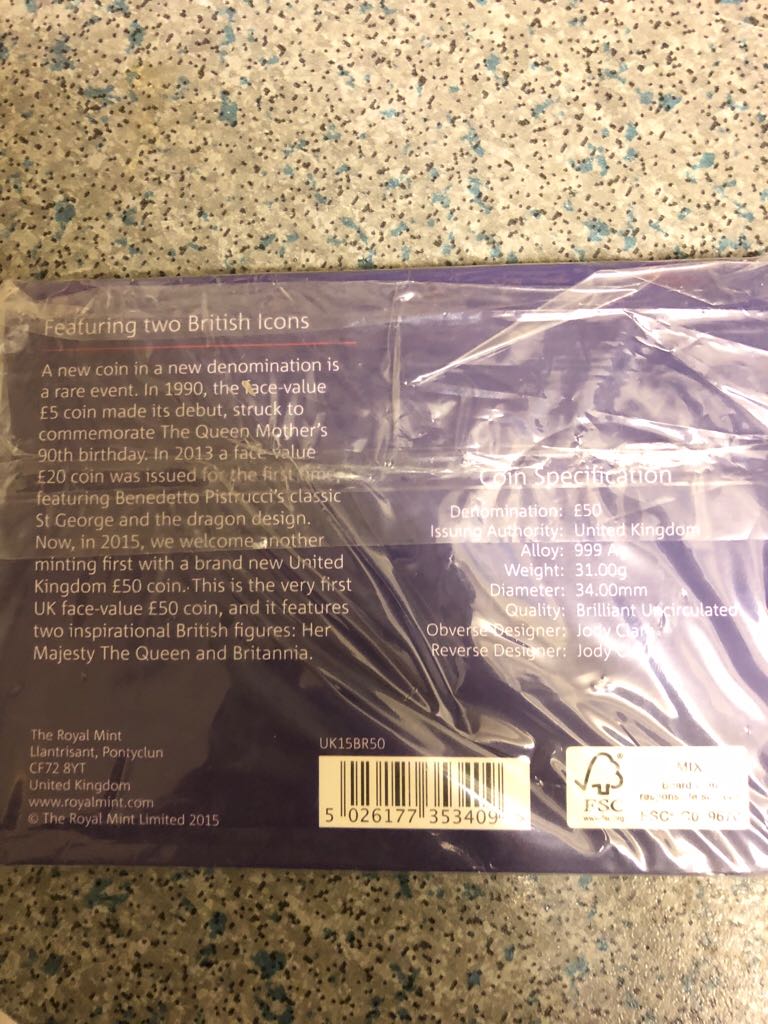 Featuring two British Icons
A new coin in a new denomination is
a rare event. In 1990, the face-value
£5 coin made its debut, struck to
commemorate The Queen Mother's
90th birthday. In 2013 a face value
£20 coin was issued for the first time,
featuring Benedetto Pistrucci's classic
St George and the dragon design.
Now, in 2015, we welcome another
minting first with a brand new United
Kingdom £50 coin. This is the very first
UK face-value £50 coin, and it features
two inspirational British figures: Her
Majesty The Queen and Britannia.
Coin Specification
Denomination: £50
Issuing Authority: United Kingdom
Alloy: 999
Weight: 31.00g
Diameter: 34.00mm
Quality: Brilliant Uncirculated
Obverse Designer: Jody Clark
Reverse Designer: Jody
The Royal Mint
Llantrisant, Pontyclun
CF72 8YT
United Kingdom
www.royalmint.com
© The Royal Mint Limited 2015
UK15BR50
5 026177 353409
FSC
MIX